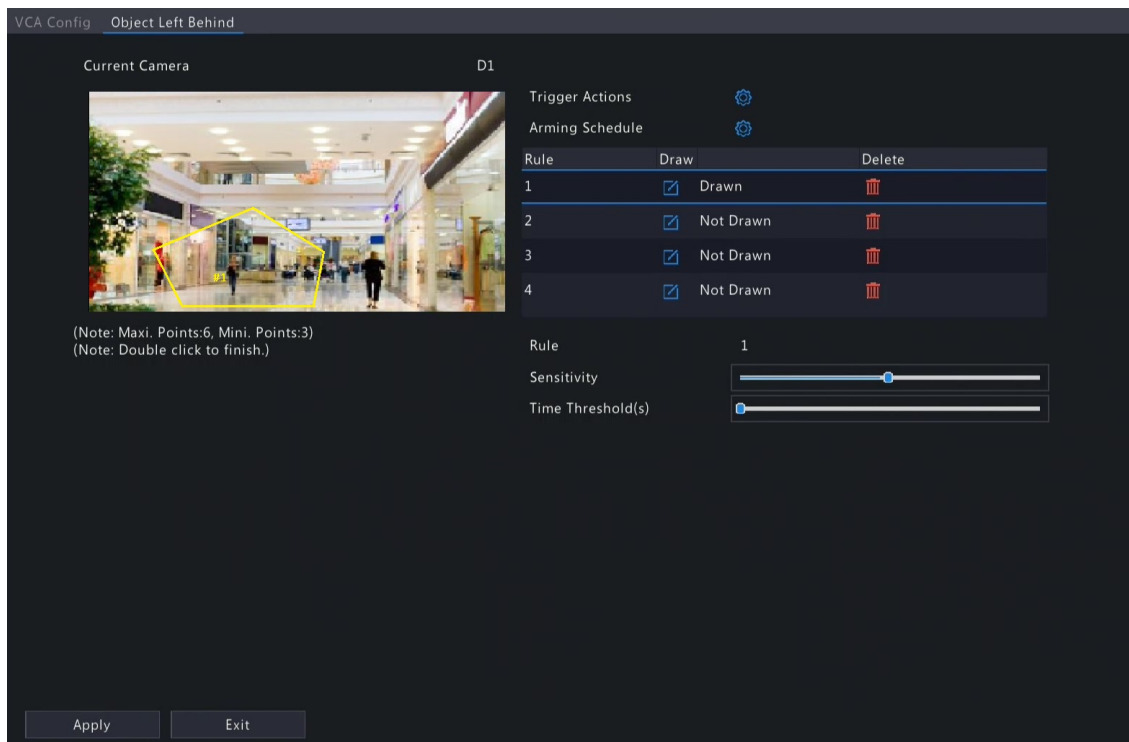 VCA Config Object Left Behind
Current Camera D1
Trigger Actions
Arming Schedule
Rule Draw Delete
1 Drawn
2 Not Drawn
3 Not Drawn
4 Not Drawn
#1
(Note: Maxi. Points:6, Mini. Points:3)
(Note: Double click to finish.)
Rule 1
Sensitivity
Time Threshold(s)
Apply Exit